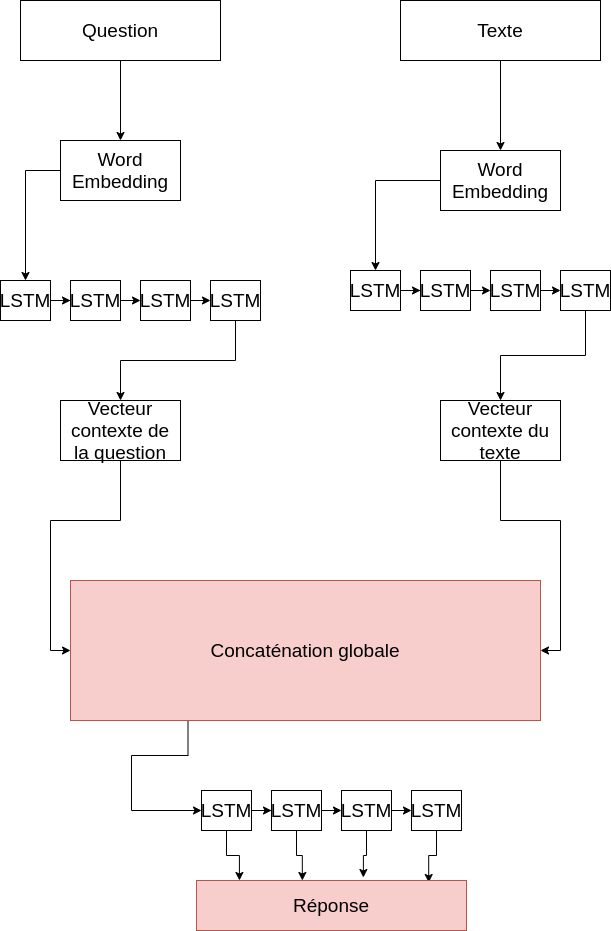 Question
Texte
Word
Embedding
Word
Embedding
LSTM LSTM LSTM LSTM
LSTM LSTM LSTM LSTM
Vecteur
contexte de
la question
Vecteur
contexte du
texte
Concaténation globale
LSTM LSTM LSTM LSTM
Réponse